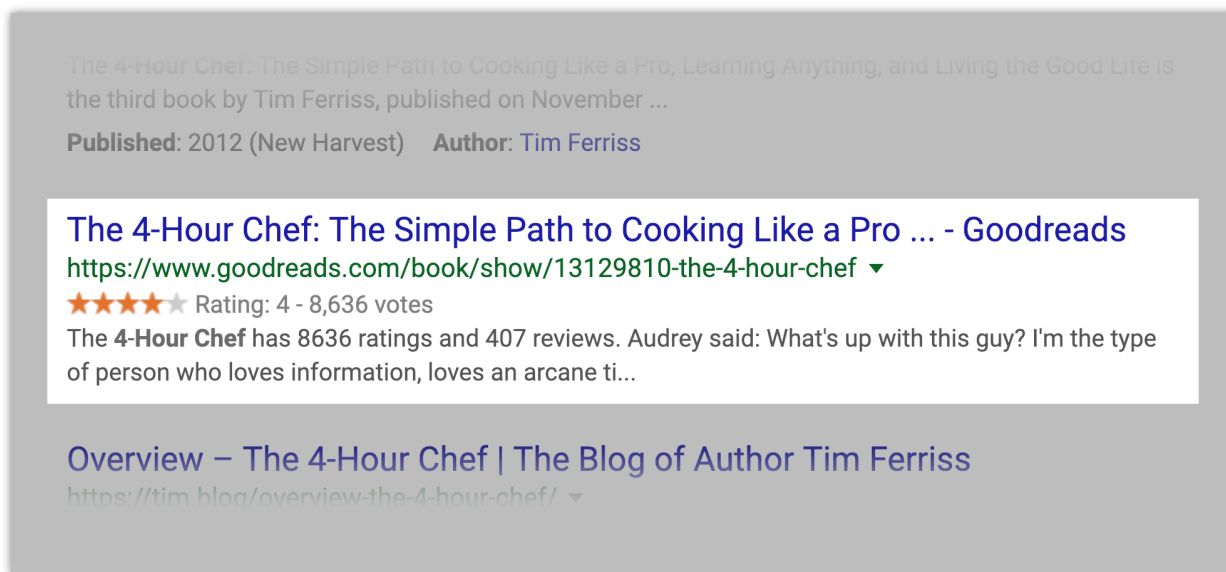 The 4-Hour Chef: The Simple Path to Cooking Like a Pro, Learning Anything, and Living the Good Life is
the third book by Tim Ferriss, published on November ...
Published: 2012 (New Harvest) Author: Tim Ferriss
The 4-Hour Chef: The Simple Path to Cooking Like a Pro ... - Goodreads
https://www.goodreads.com/book/show/13129810-the-4-hour-chef
Rating: 4 - 8,636 votes
The 4-Hour Chef has 8636 ratings and 407 reviews. Audrey said: What's up with this guy? I'm the type
of person who loves information, loves an arcane ti...
Overview – The 4-Hour Chef | The Blog of Author Tim Ferriss
https://tim.blog/overview-the-4-hour-chef/